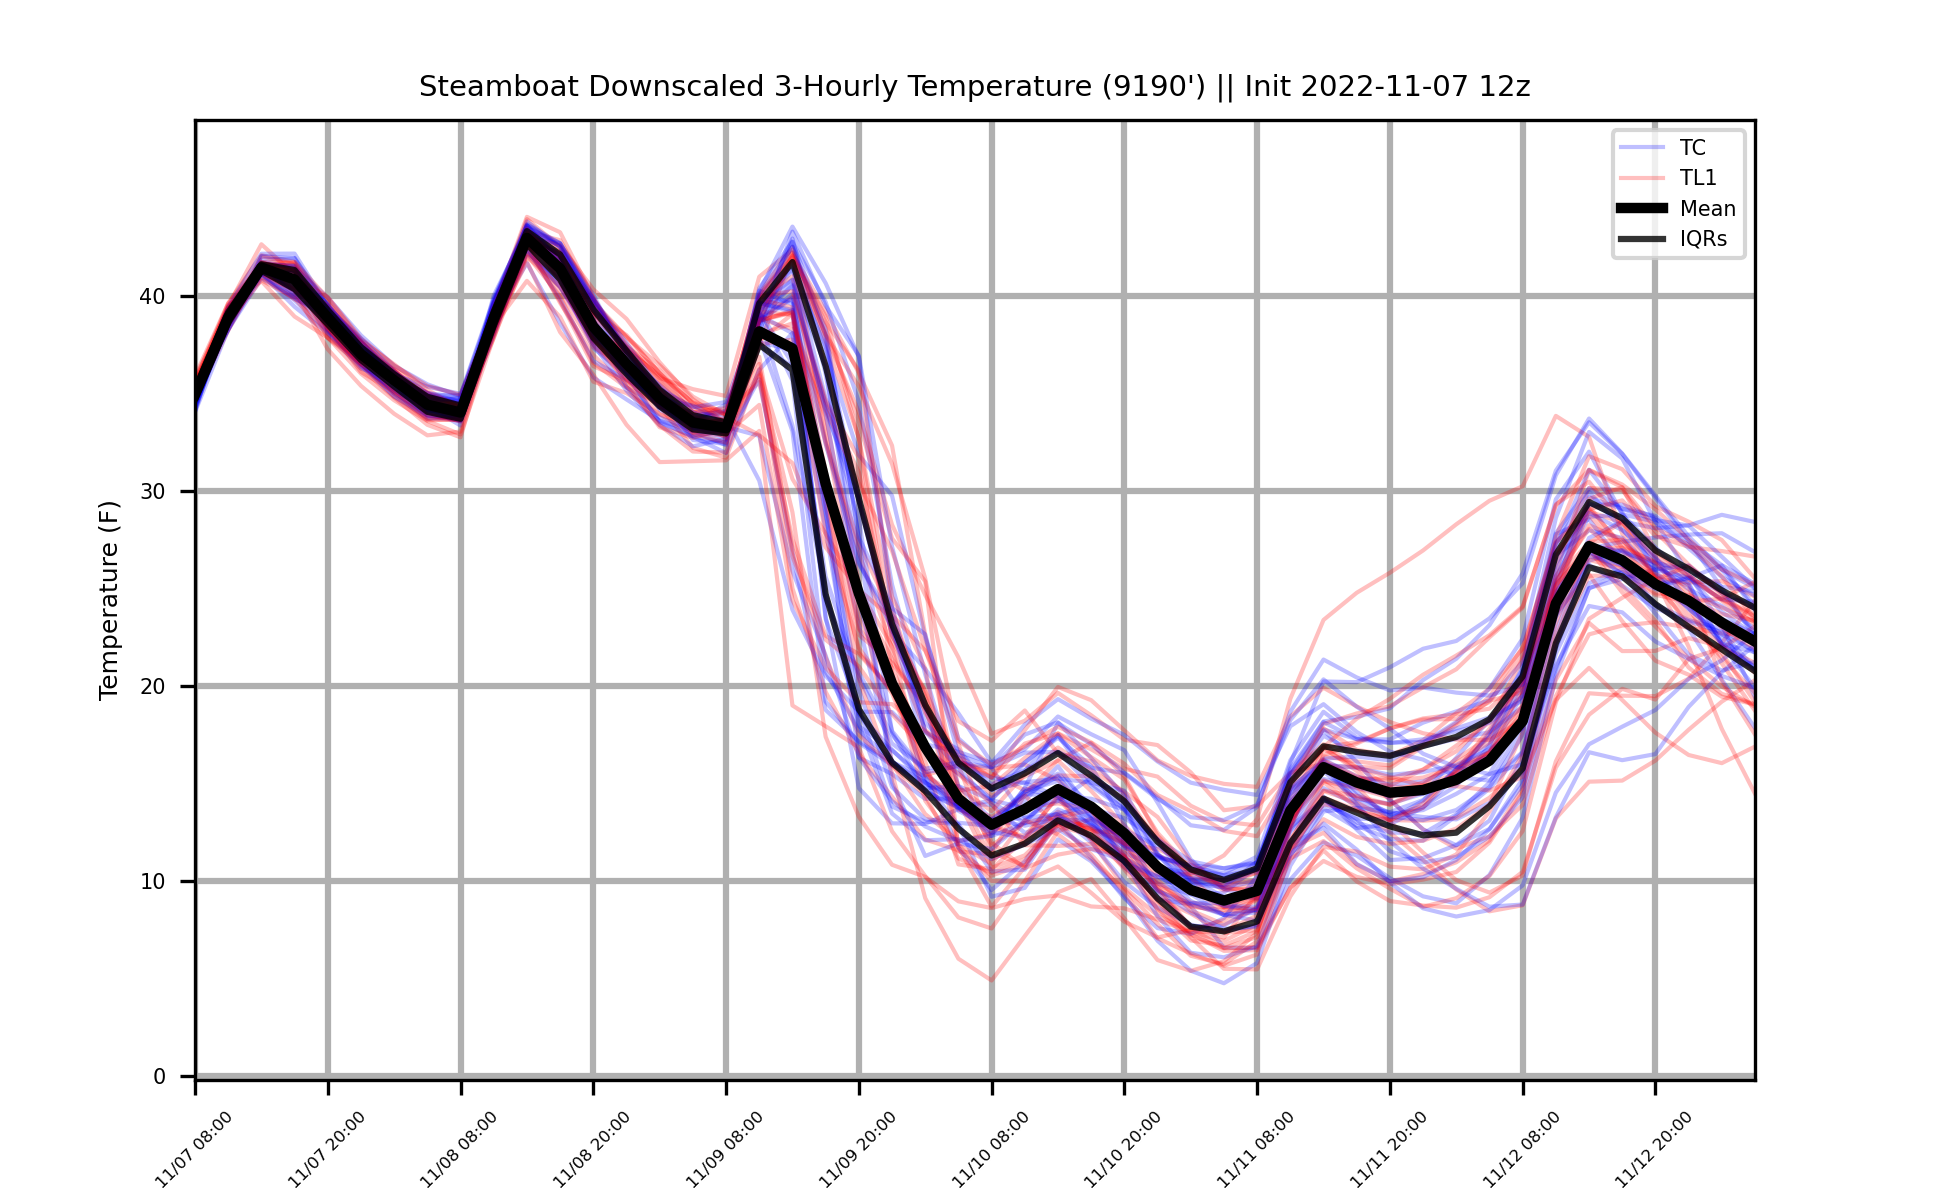 Steamboat Downscaled 3-Hourly Temperature (9190') || Init 2022-11-07 12z
TC
TL1
Mean
IQRs
Temperature (F)
40
30
20
10
0
11/07 08:00
11/07 20:00
11/08 08:00
11/08 20:00
11/09 08:00
11/09 20:00
11/10 08:00
11/10 20:00
11/11 08:00
11/11 20:00
11/12 08:00
11/12 20:00